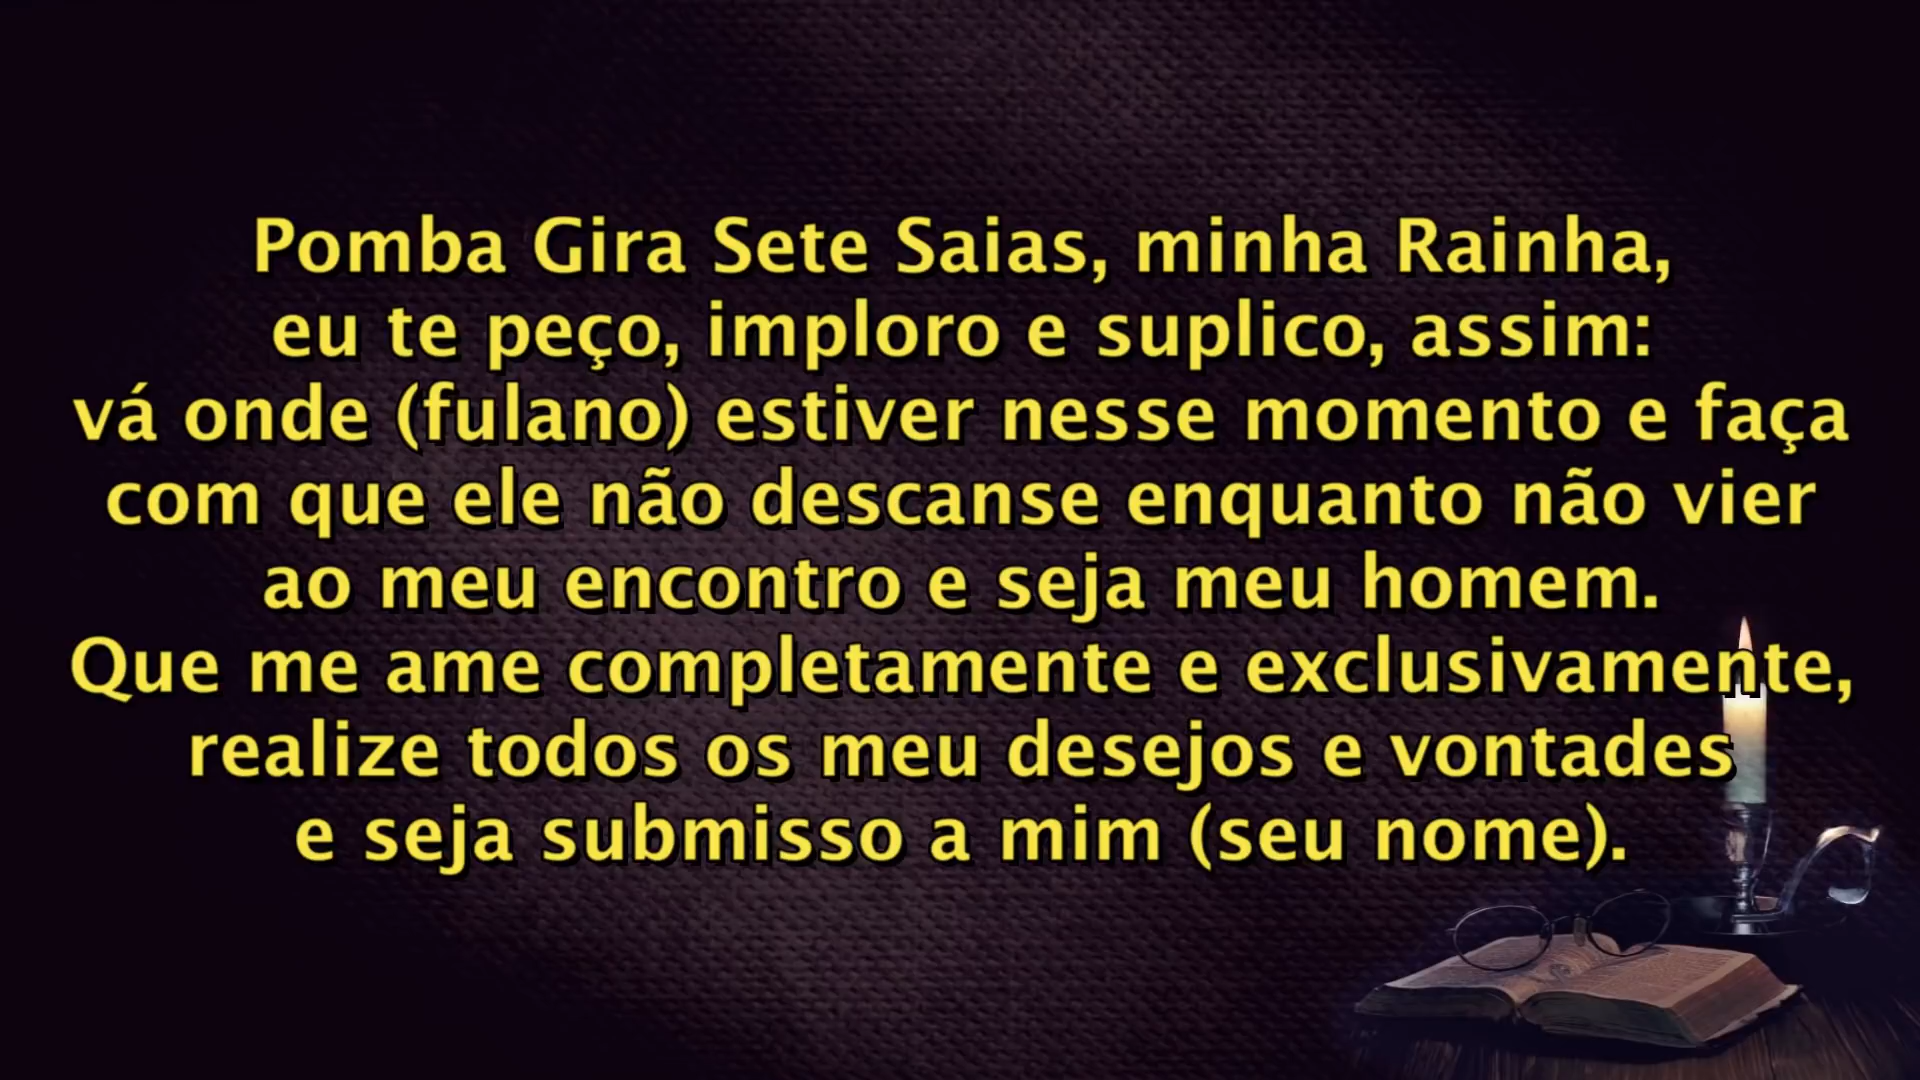 Pomba Gira Sete Saias, minha Rainha,
eu te peço, imploro e suplico, assim:
vá onde (fulano) estiver nesse momento e faça
com que ele não descanse enquanto não vier
ao meu encontro e seja meu homem.
Que me ame completamente e exclusivamente,
realize todos os meu desejos e vontades
e seja submisso a mim (seu nome).